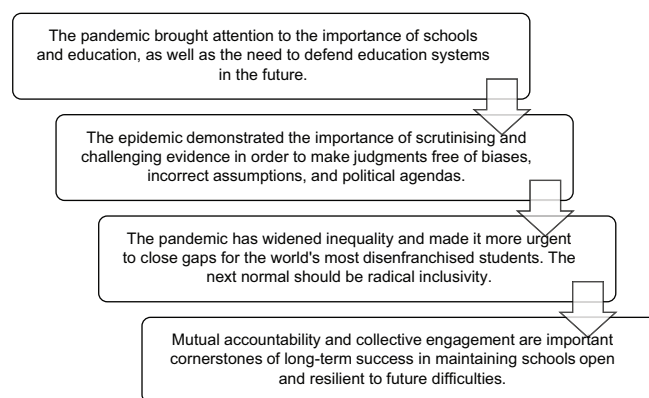 The pandemic brought attention to the importance of schools
and education, as well as the need to defend education systems
in the future.
The epidemic demonstrated the importance of scrutinising and
challenging evidence in order to make judgments free of biases,
incorrect assumptions, and political agendas.
The pandemic has widened inequality and made it more urgent
to close gaps for the world's most disenfranchised students. The
next normal should be radical inclusivity.
Mutual accountability and collective engagement are important
cornerstones of long-term success in maintaining schools open
and resilient to future difficulties.